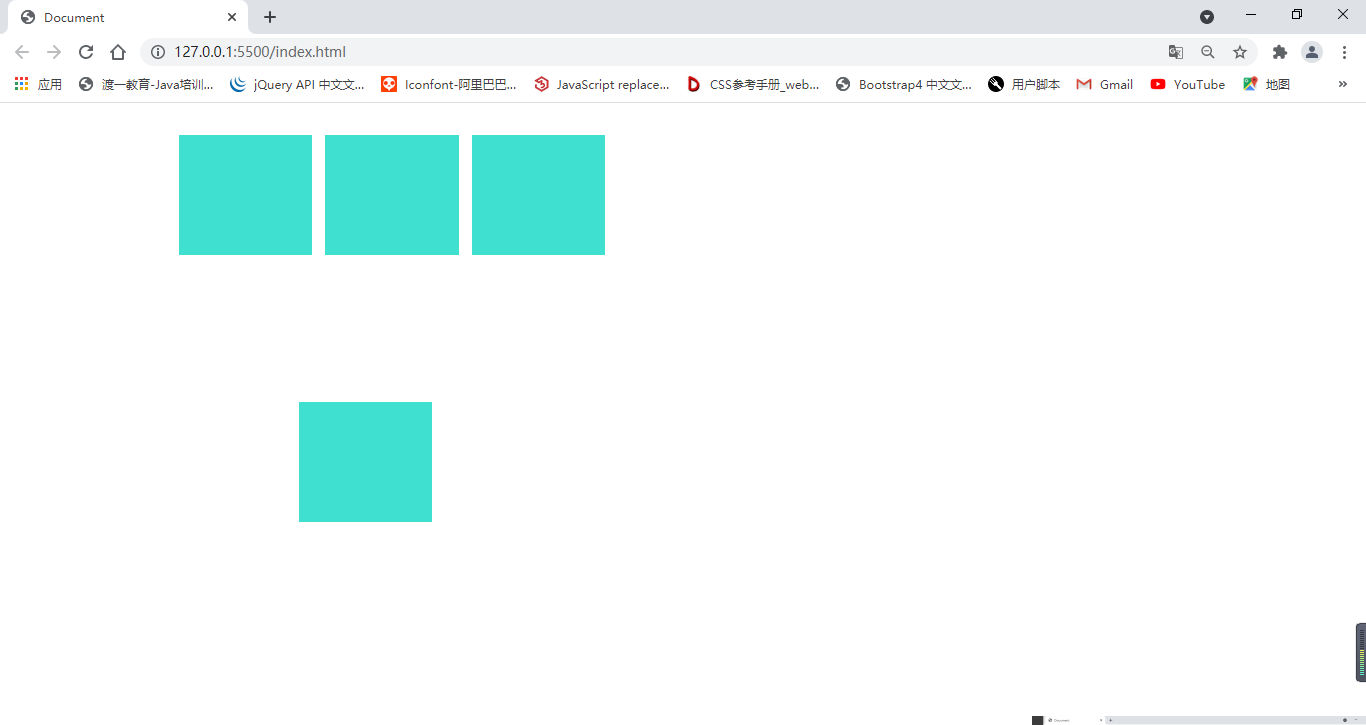 Document
127.0.0.1:5500/index.html
应用 渡一教育-Java培训... jQuery API 中文文... Iconfont-阿里巴巴... JavaScript replace... CSS参考手册_web... Bootstrap4 中文文... 用户脚本 Gmail YouTube 地图 »
Document